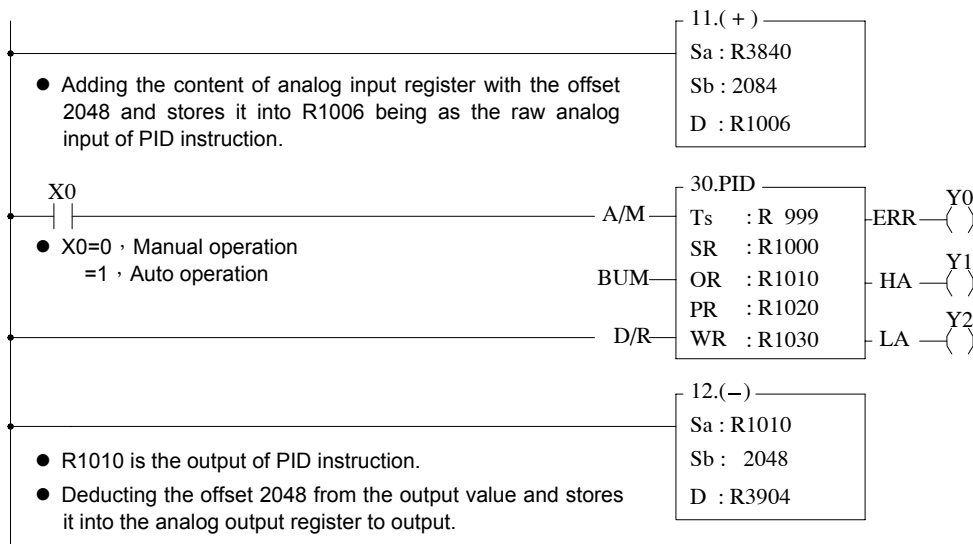 11.( + )
Sa : R3840
Sb : 2084
D : R1006
● Adding the content of analog input register with the offset
2048 and stores it into R1006 being as the raw analog
input of PID instruction.
X0
A/M
30.PID
Ts : R 999
SR : R1000
OR : R1010
PR : R1020
WR : R1030
ERR
Y0
● X0=0，Manual operation
=1，Auto operation
BUM
HA
Y1
D/R
LA
Y2
12.(−)
Sa : R1010
Sb : 2048
D : R3904
● R1010 is the output of PID instruction.
● Deducting the offset 2048 from the output value and stores
it into the analog output register to output.